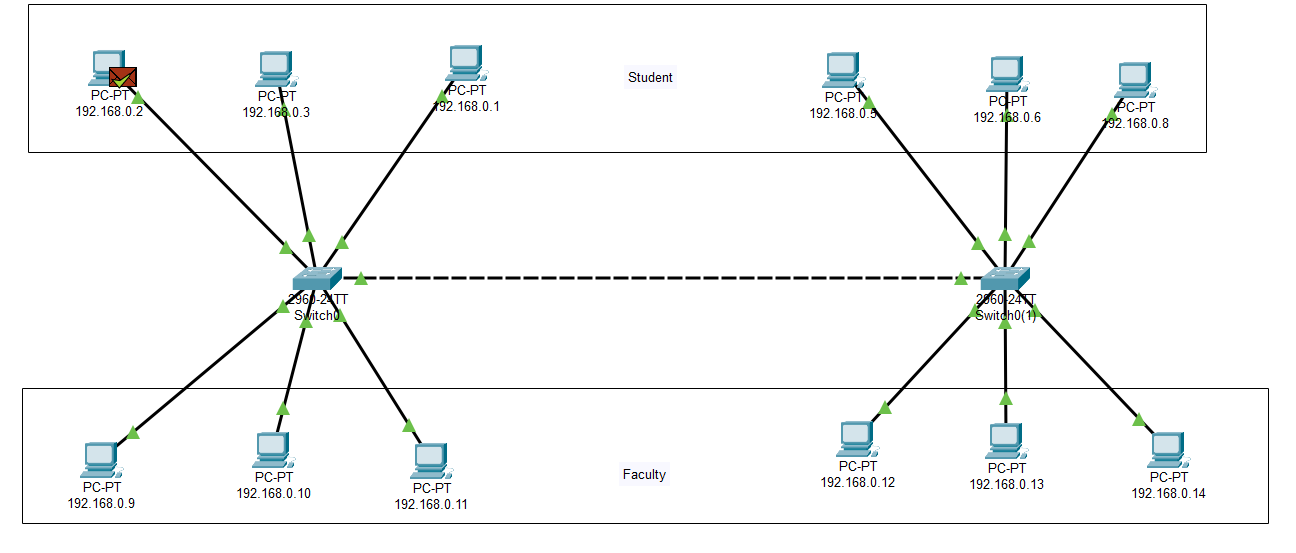 PC-PT
192.168.0.2
PC-PT
192.168.0.3
PC-PT
192.168.0.1
Student
PC-PT
192.168.0.5
PC-PT
192.168.0.6
PC-PT
192.168.0.8
2960-24TT
Switch0
2960-24TT
Switch0(1)
PC-PT
192.168.0.9
PC-PT
192.168.0.10
PC-PT
192.168.0.11
Faculty
PC-PT
192.168.0.12
PC-PT
192.168.0.13
PC-PT
192.168.0.14